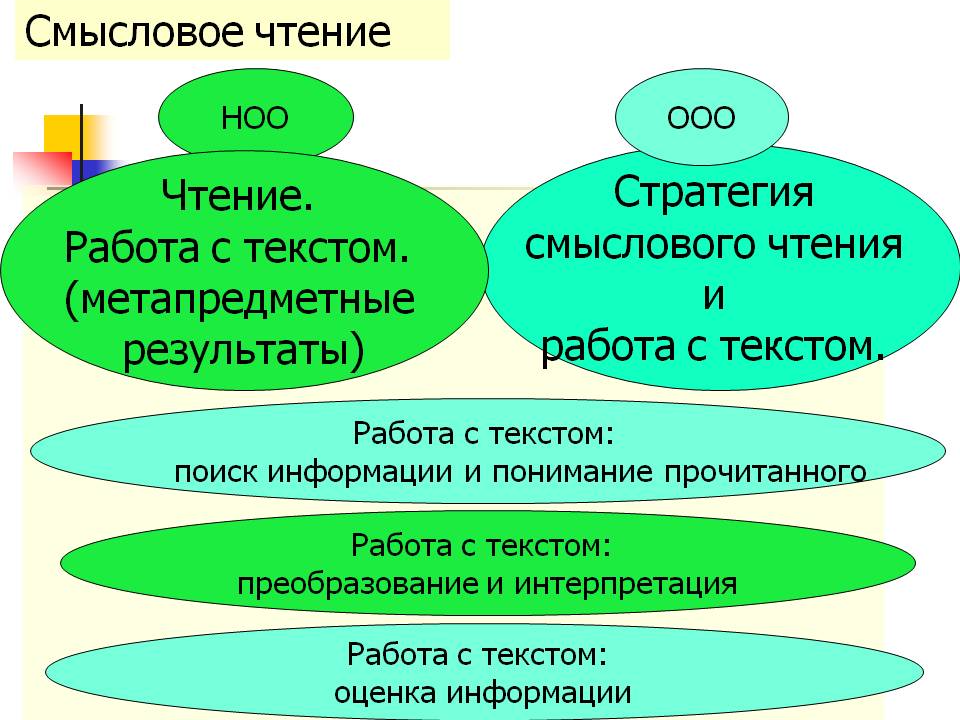 Смысловое чтение
НОО
ООО
Чтение.
Работа с текстом.
(метапредметные
результаты)
Стратегия
смыслового чтения
и
работа с текстом.
Работа с текстом:
поиск информации и понимание прочитанного
Работа с текстом:
преобразование и интерпретация
Работа с текстом:
оценка информации